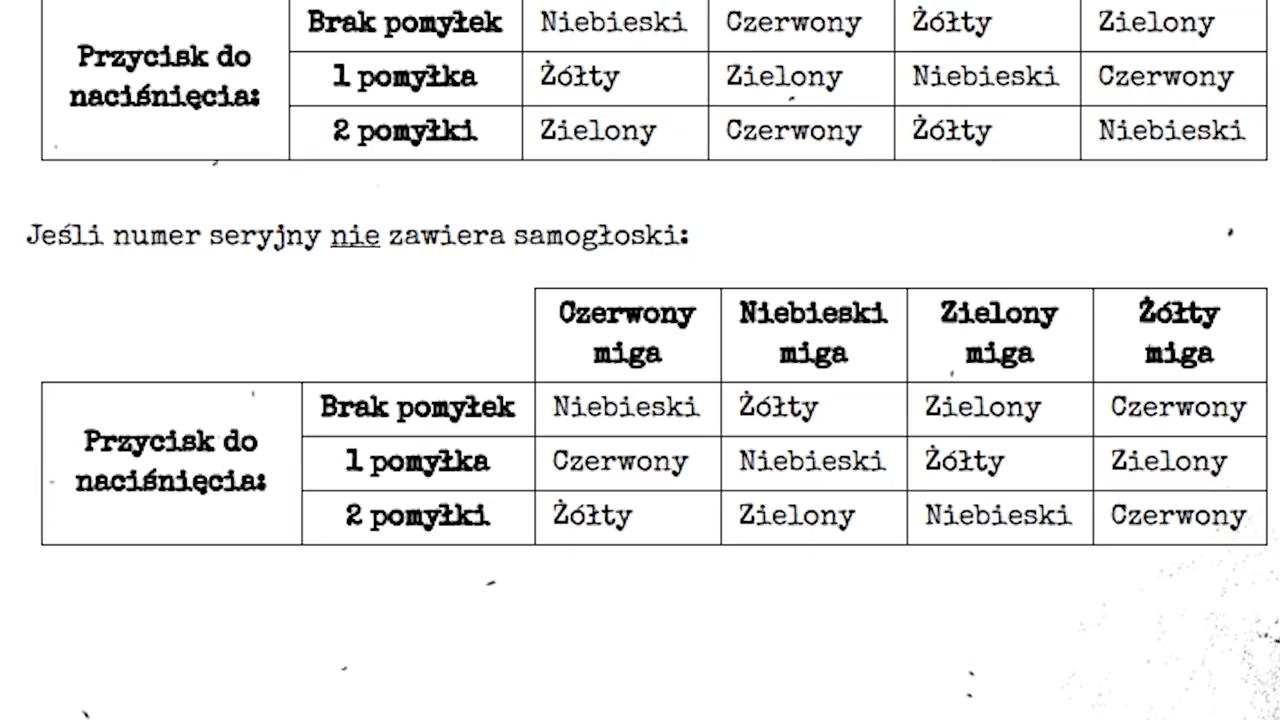 Przycisk do naciśnięcia:
Brak pomyłek Niebieski Czerwony Żółty Zielony
1 pomyłka Żółty Zielony Niebieski Czerwony
2 pomyłki Zielony Czerwony Żółty Niebieski
Jeśli numer seryjny nie zawiera samogłoski:
Czerwony miga Niebieski miga Zielony miga Żółty miga
Przycisk do naciśnięcia:
Brak pomyłek Niebieski Żółty Zielony Czerwony
1 pomyłka Czerwony Niebieski Żółty Zielony
2 pomyłki Żółty Zielony Niebieski Czerwony